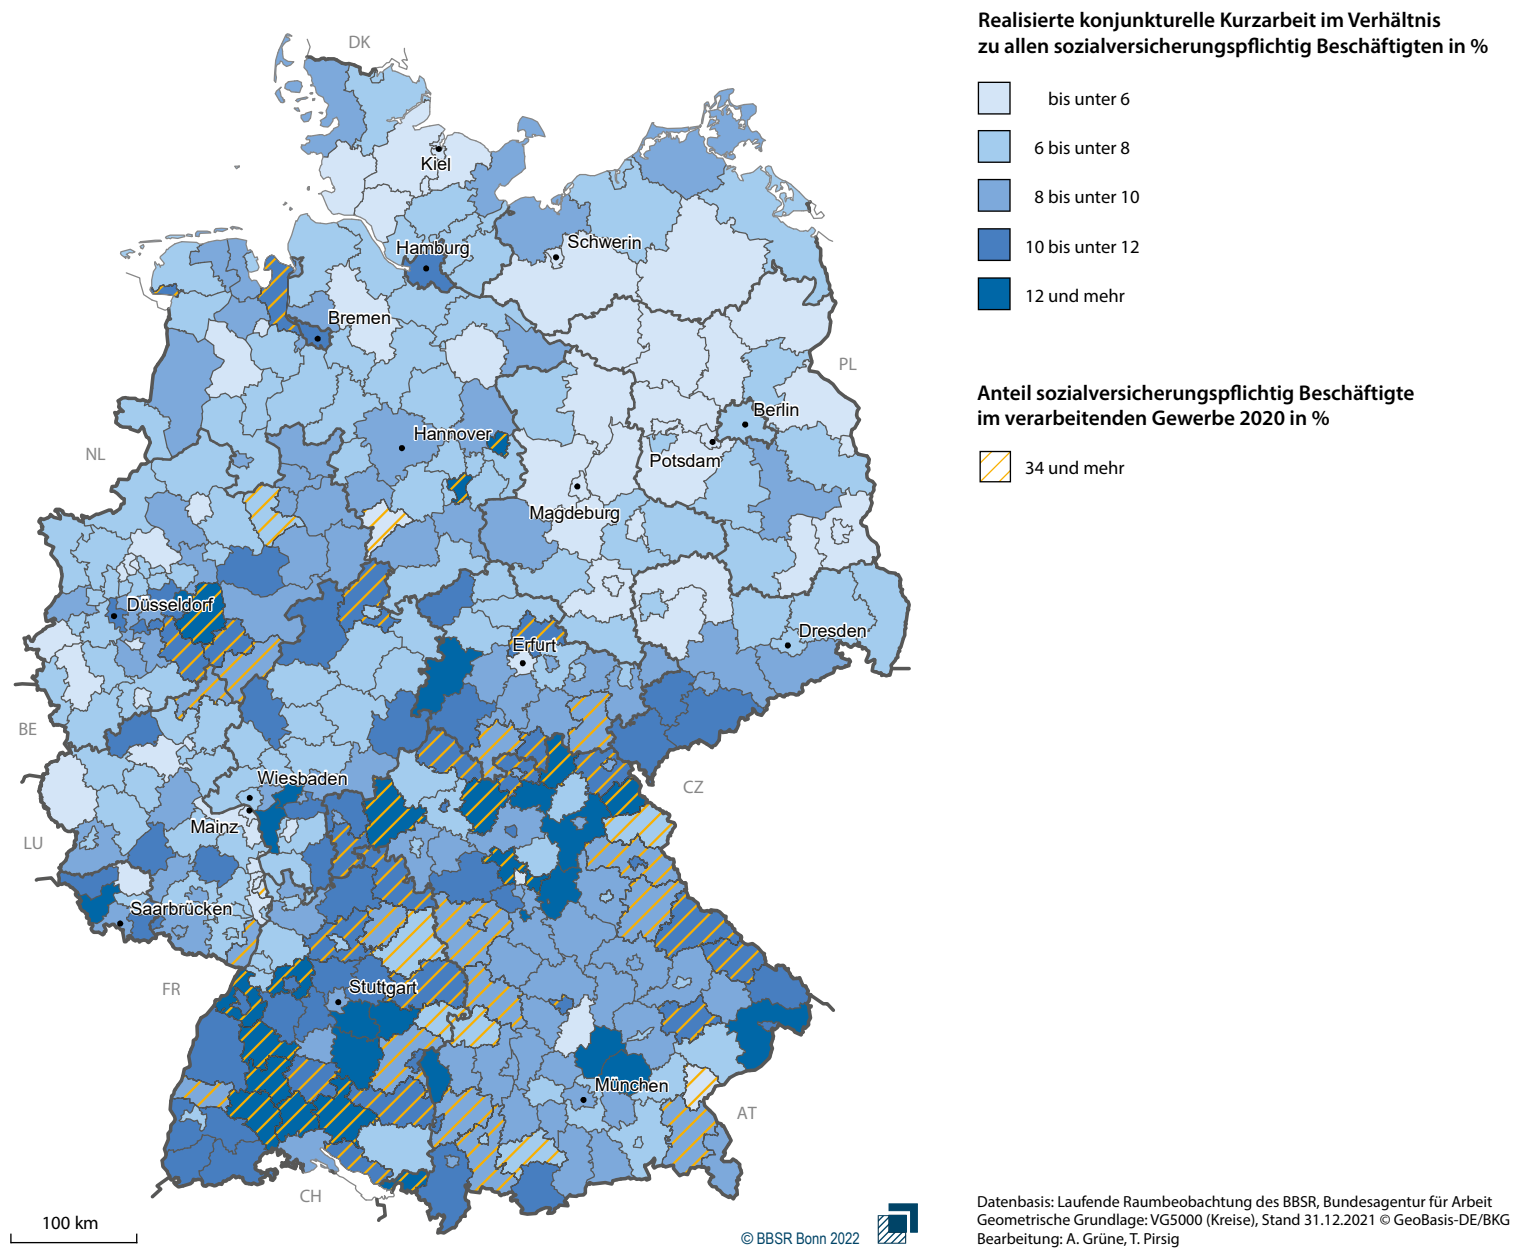 Realisierte konjunkturelle Kurzarbeit im Verhältnis
zu allen sozialversicherungspflichtig Beschäftigten in %
bis unter 6
6 bis unter 8
8 bis unter 10
10 bis unter 12
12 und mehr
Anteil sozialversicherungspflichtig Beschäftigte
im verarbeitenden Gewerbe 2020 in %
34 und mehr
DK
Kiel
Schwerin
Hamburg
Bremen
PL
Berlin
Hannover
NL
Potsdam
Magdeburg
Düsseldorf
Dresden
Erfurt
BE
Wiesbaden
CZ
Mainz
LU
Saarbrücken
FR
Stuttgart
München
AT
CH
100 km
© BBSR Bonn 2022
Datenbasis: Laufende Raumbeobachtung des BBSR, Bundesagentur für Arbeit
Geometrische Grundlage: VG5000 (Kreise), Stand 31.12.2021 © GeoBasis-DE/BKG
Bearbeitung: A. Grüne, T. Pirsig